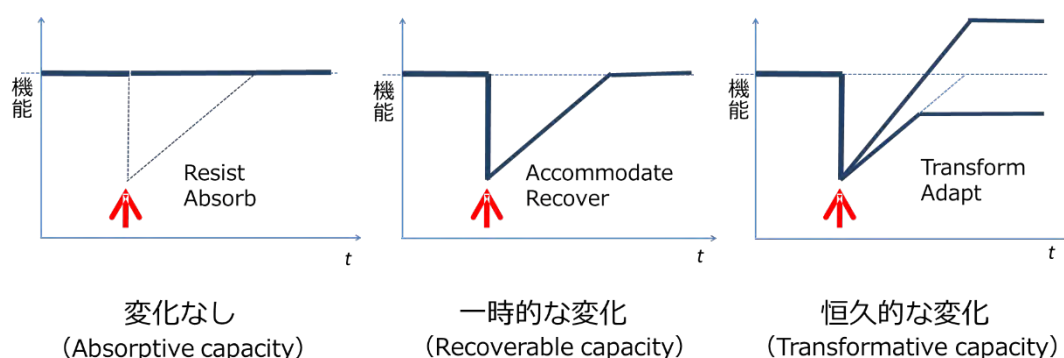 機能
Resist
Absorb
t
変化なし
（Absorptive capacity）
機能
Accommodate
Recover
t
一時的な変化
（Recoverable capacity）
機能
Transform
Adapt
t
恒久的な変化
（Transformative capacity）